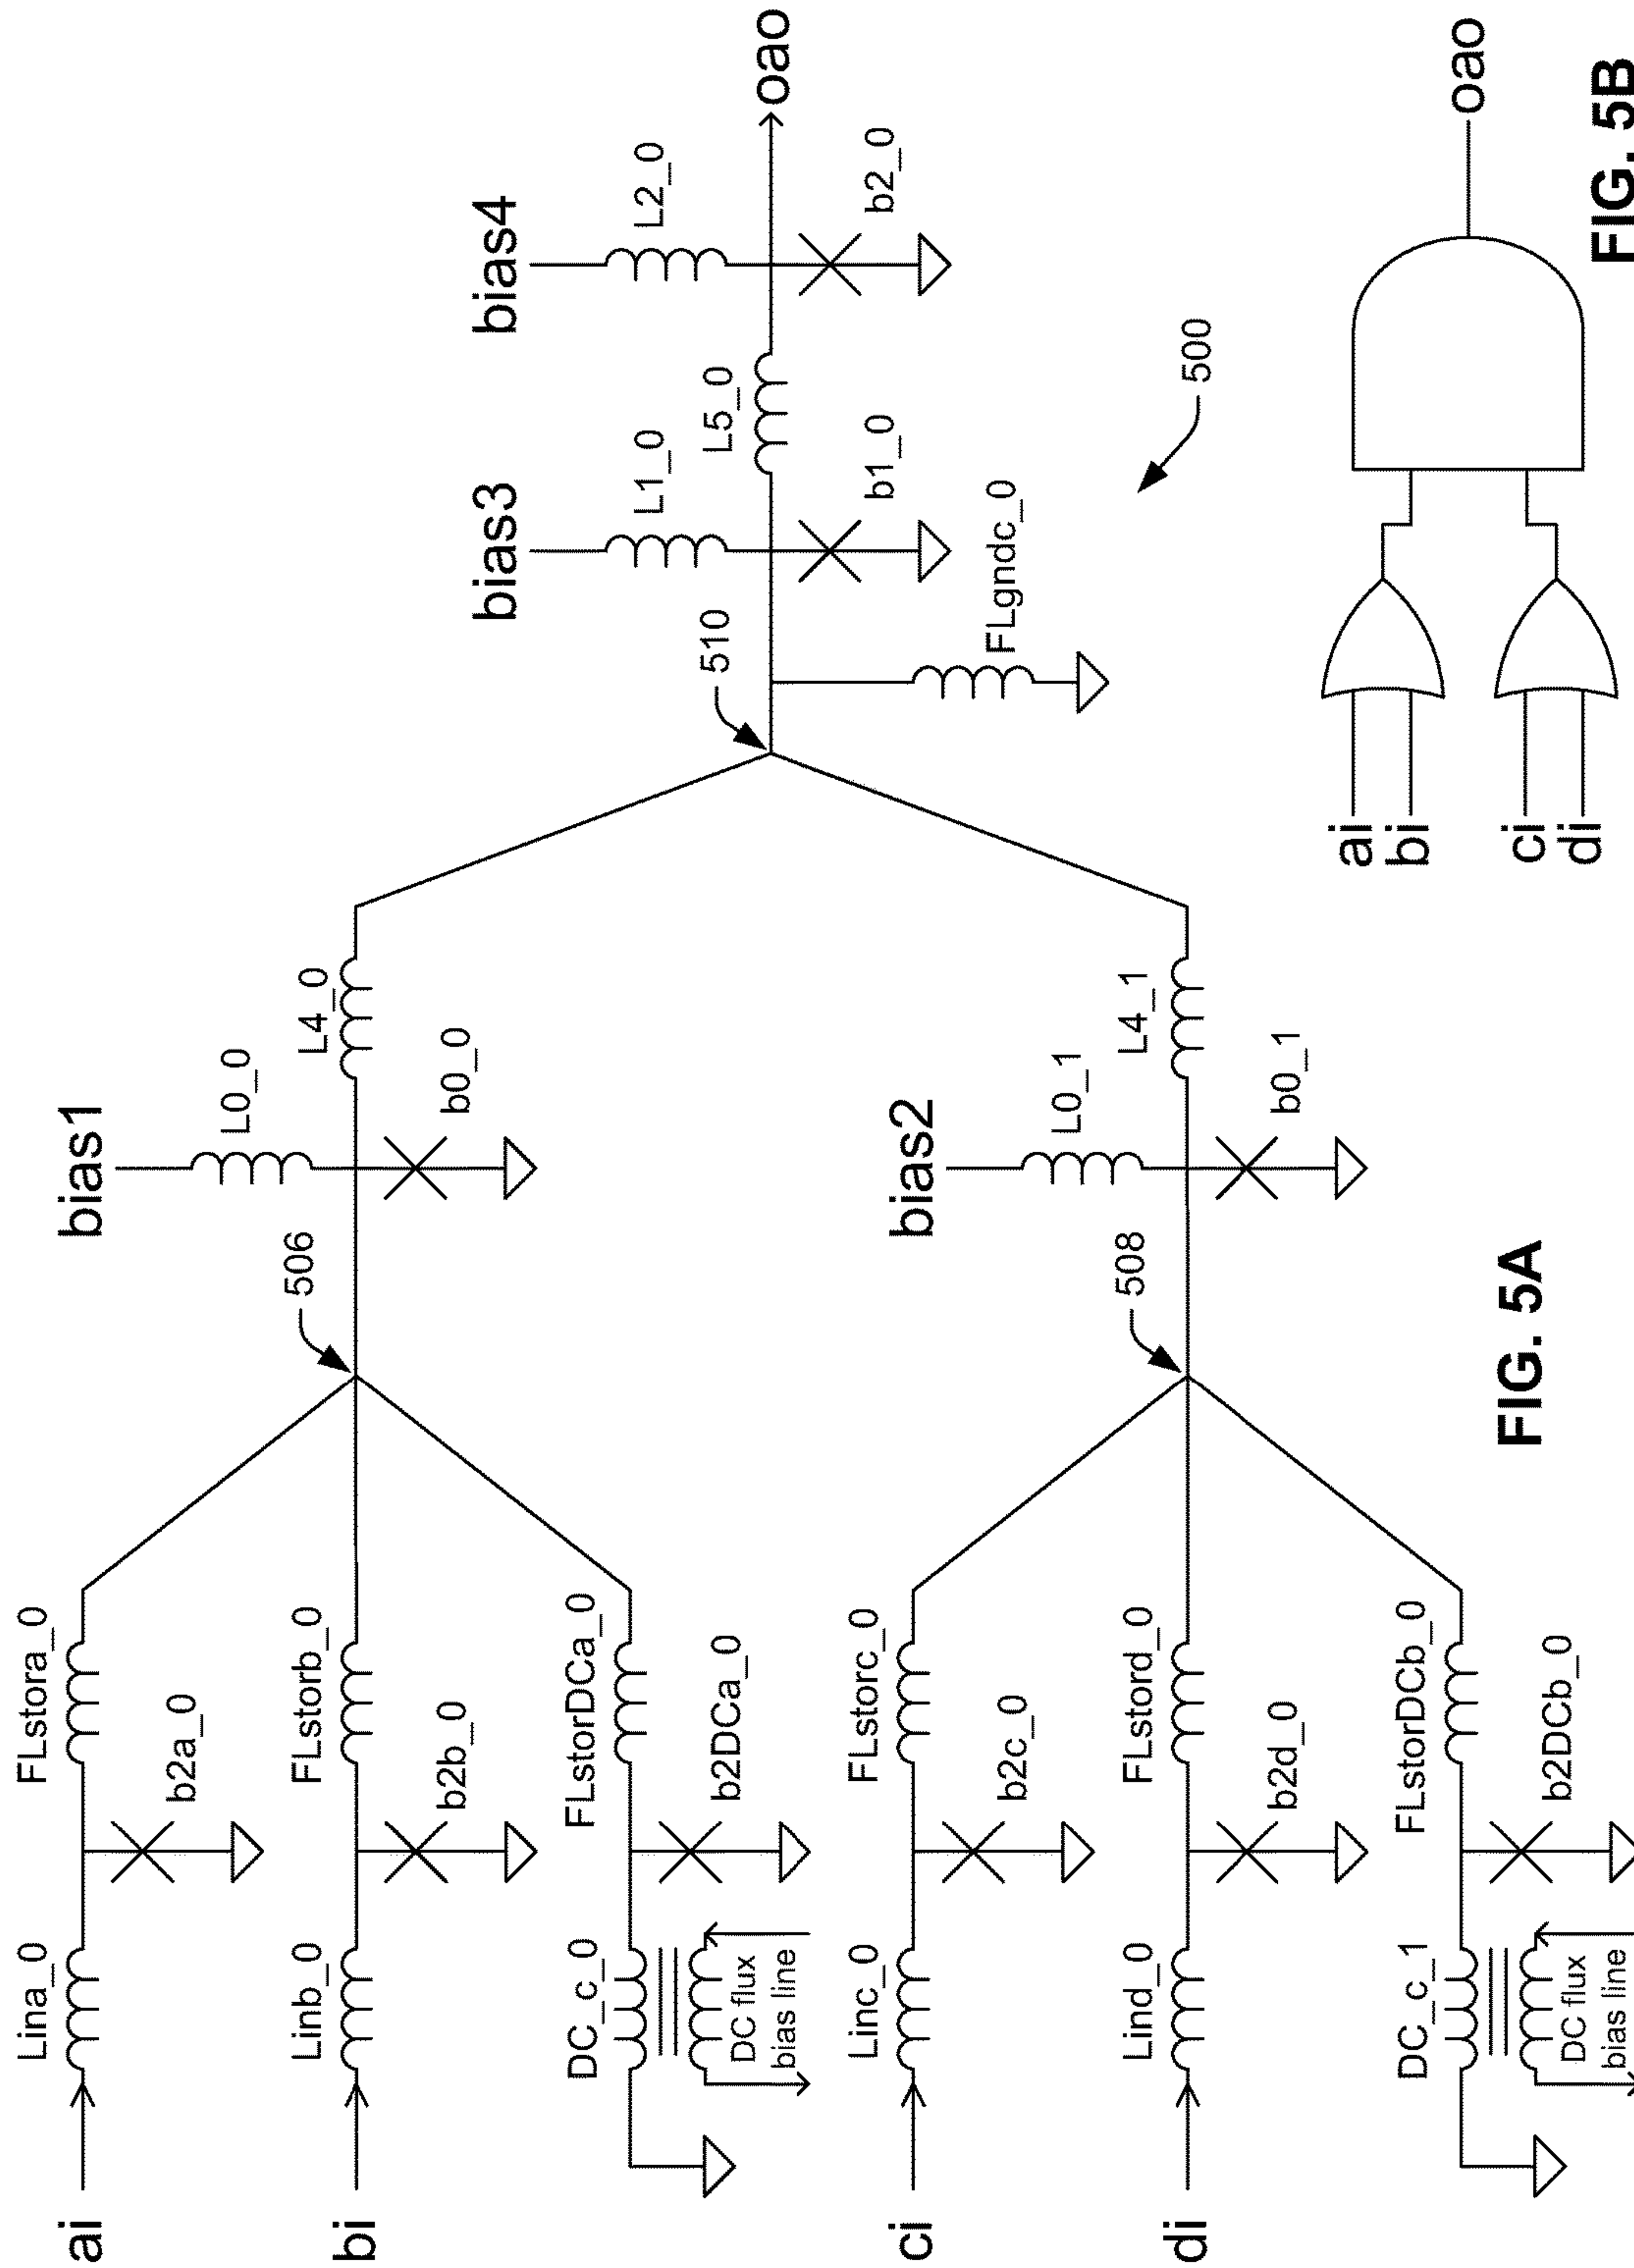 ai
Lina_0
FLstora_0
b2a_0
bi
Linb_0
FLstorb_0
b2b_0
DC_c_0
FLstorDCa_0
b2DCa_0
DC flux
bias line
506
bias1
L0_0
b0_0
L4_0
ci
Linc_0
FLstorc_0
b2c_0
di
Lind_0
FLstord_0
b2d_0
DC_c_1
FLstorDCb_0
b2DCb_0
DC flux
bias line
508
bias2
L0_1
b0_1
L4_1
510
FLgndc_0
bias3
L1_0
b1_0
L5_0
bias4
L2_0
b2_0
oao
500
FIG. 5A
ai
bi
ci
di
oao
FIG. 5B